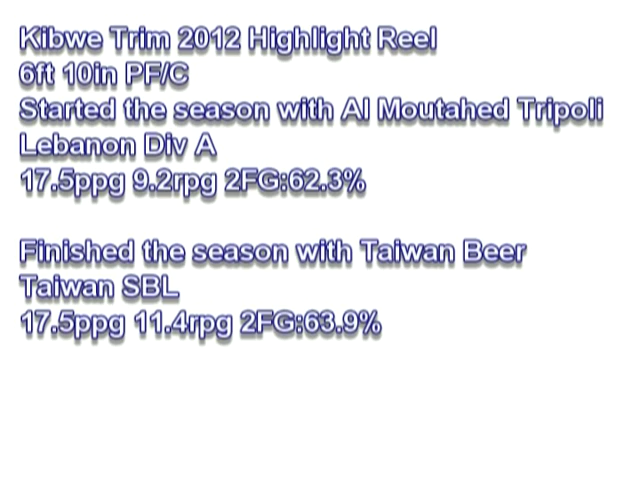 Kibwe Trim 2012 Highlight Reel
6ft 10in PF/C
Started the season with Al Moutahed Tripoli
Lebanon Div A
17.5ppg 9.2rpg 2FG:62.3%
Finished the season with Taiwan Beer
Taiwan SBL
17.5ppg 11.4rpg 2FG:63.9%